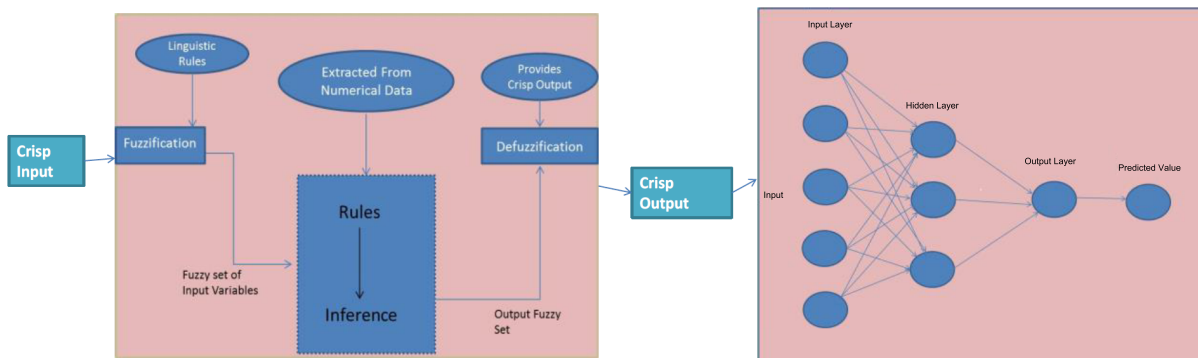 Crisp
Input
Linguistic
Rules
Fuzzification
Extracted From
Numerical Data
Provides
Crisp Output
Defuzzification
Rules
Inference
Fuzzy set of
Input Variables
Output Fuzzy
Set
Crisp
Output
Input Layer
Hidden Layer
Output Layer
Predicted Value
Input